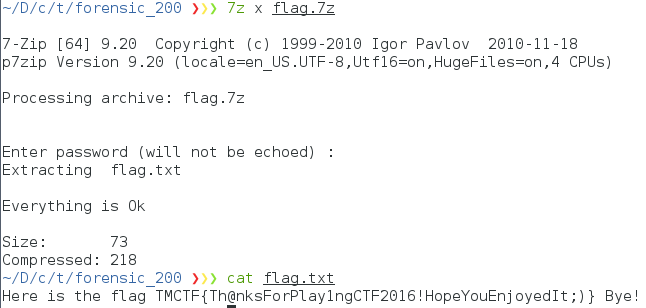 ~/D/c/t/forensic_200 ❯❯❯ 7z x flag.7z
7-Zip [64] 9.20  Copyright (c) 1999-2010 Igor Pavlov  2010-11-18
p7zip Version 9.20 (locale=en_US.UTF-8,Utf16=on,HugeFiles=on,4 CPUs)
Processing archive: flag.7z
Enter password (will not be echoed) :
Extracting  flag.txt
Everything is Ok
Size:       73
Compressed: 218
~/D/c/t/forensic_200 ❯❯❯ cat flag.txt
Here is the flag TMCTF{Th@nksForPlay1ngCTF2016!HopeYouEnjoyedIt;)} Bye!